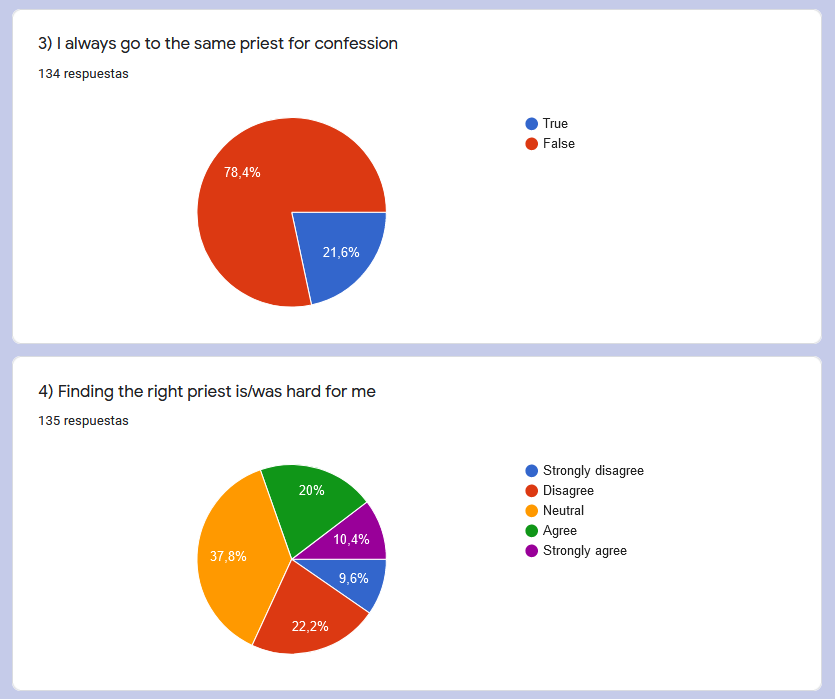 3) I always go to the same priest for confession
134 respuestas
True
False
78,4%
21,6%
4) Finding the right priest is/was hard for me
135 respuestas
Strongly disagree
Disagree
Neutral
Agree
Strongly agree
20%
10,4%
37,8%
9,6%
22,2%